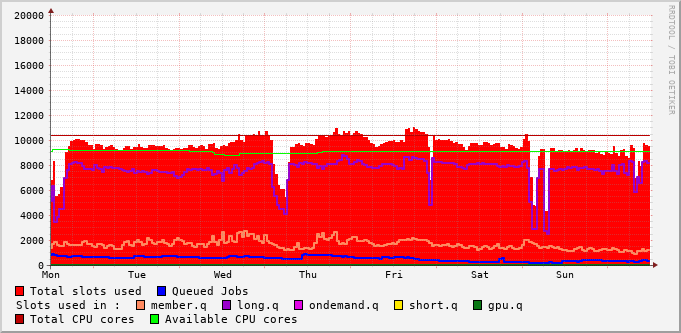 20000
18000
16000
14000
12000
10000
8000
6000
4000
2000
0
Mon Tue Wed Thu Fri Sat Sun
RRDTOOL / TOBI OETIKER
Total slots used Queued Jobs
Slots used in : member.q long.q ondemand.q short.q gpu.q
Total CPU cores Available CPU cores